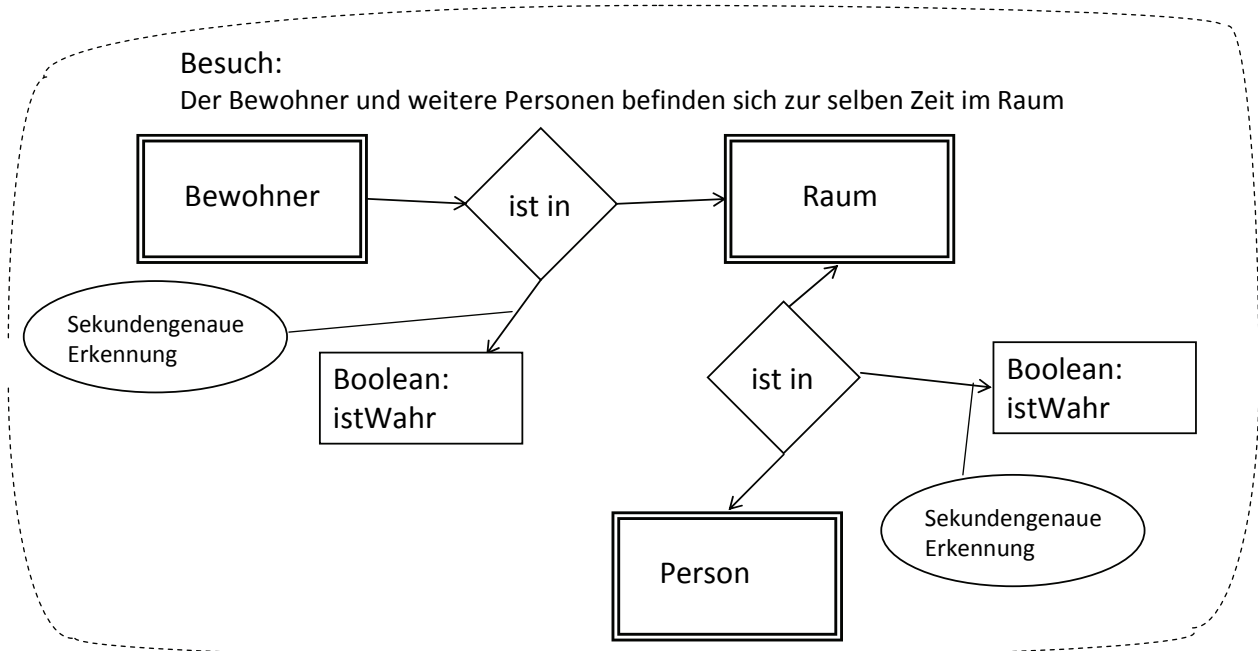 Besuch:
Der Bewohner und weitere Personen befinden sich zur selben Zeit im Raum
Bewohner
ist in
Raum
Sekundengenaue
Erkennung
Boolean:
istWahr
ist in
Boolean:
istWahr
Person
Sekundengenaue
Erkennung